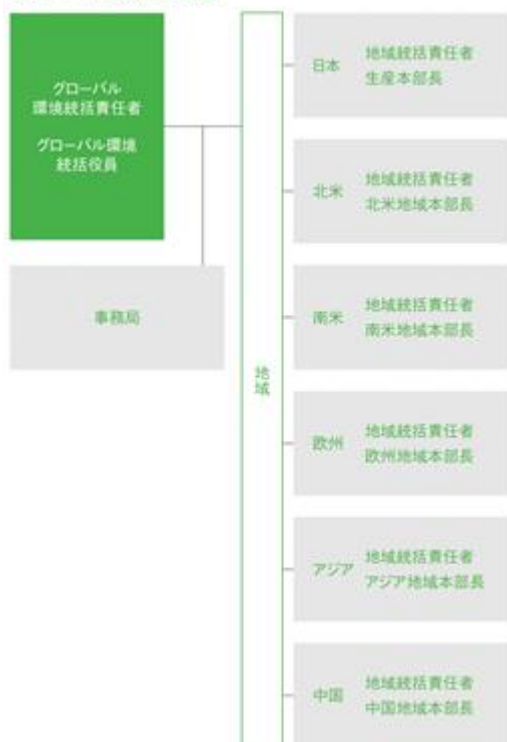 グローバル
環境統括責任者
グローバル環境
統括役員
事務局
地域
日本
地域統括責任者
生産本部長
北米
地域統括責任者
北米地域本部長
南米
地域統括責任者
南米地域本部長
欧州
地域統括責任者
欧州地域本部長
アジア
地域統括責任者
アジア地域本部長
中国
地域統括責任者
中国地域本部長